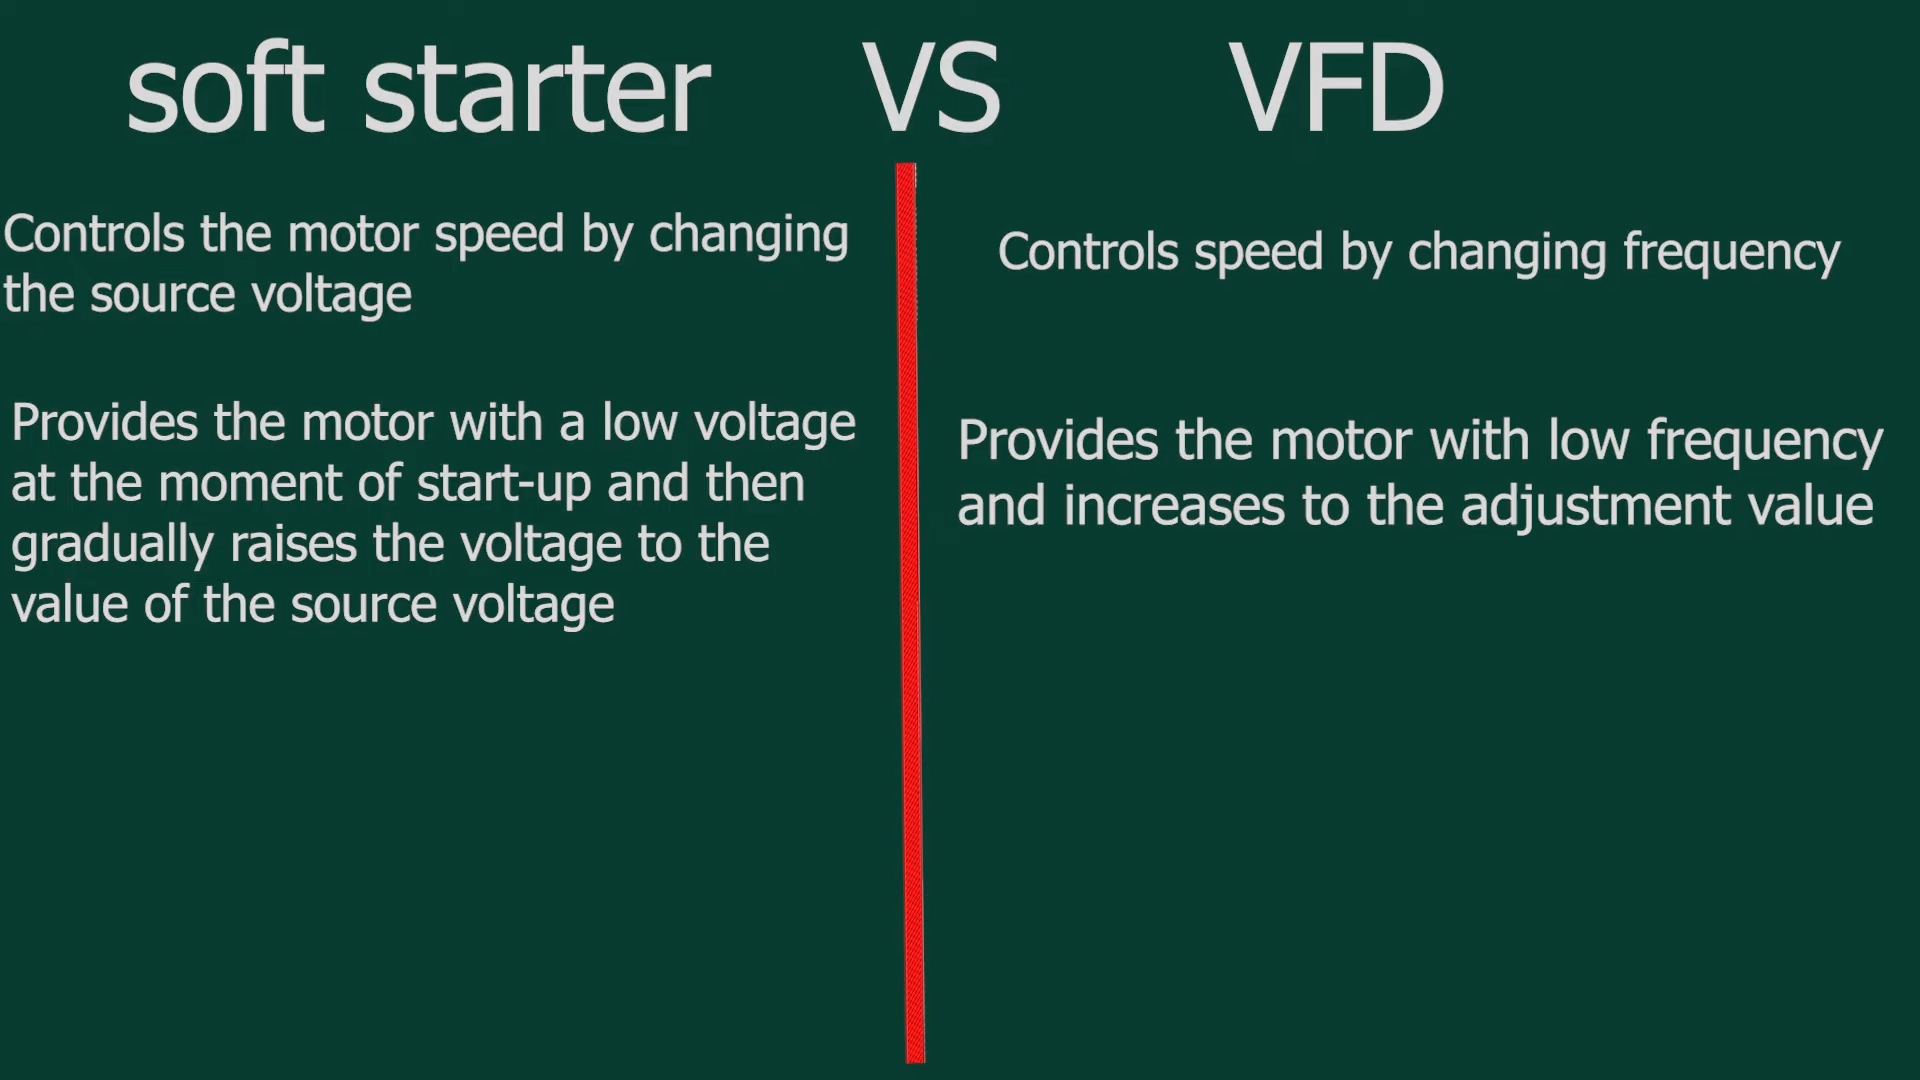 soft starter VS VFD
Controls the motor speed by changing
the source voltage
Provides the motor with a low voltage
at the moment of start-up and then
gradually raises the voltage to the
value of the source voltage
Controls speed by changing frequency
Provides the motor with low frequency
and increases to the adjustment value